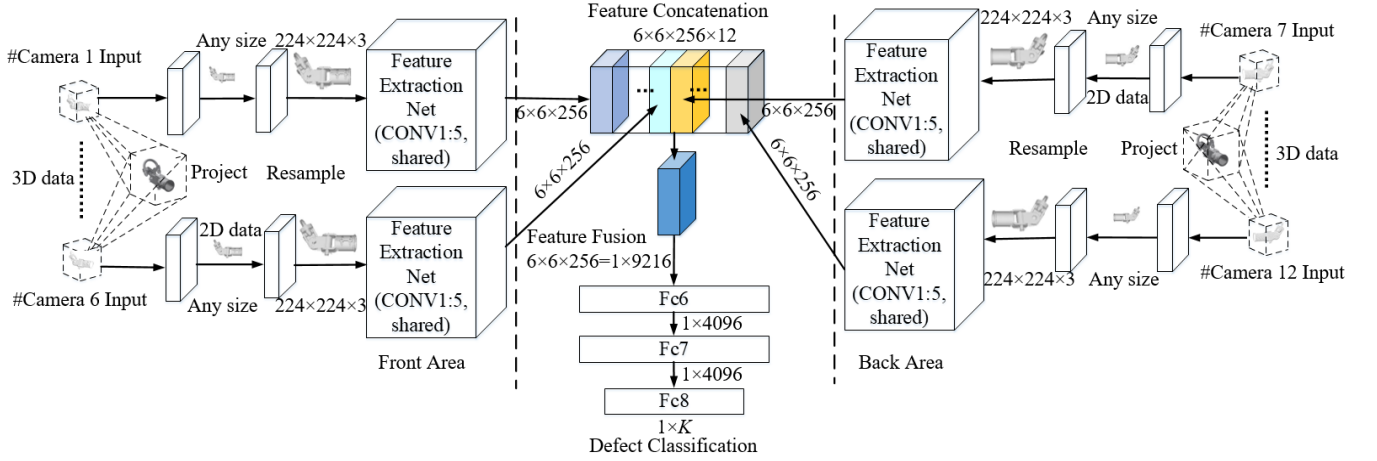 #Camera 1 Input
Any size
224×224×3
3D data
Project
Resample
Feature
Extraction
Net
(CONV1:5,
shared)
6×6×256
#Camera 6 Input
2D data
Any size
224×224×3
Feature
Extraction
Net
(CONV1:5,
shared)
6×6×256
Front Area
Feature Concatenation
6×6×256×12
...
...
Feature Fusion
6×6×256=1×9216
Fc6
1×4096
Fc7
1×4096
Fc8
1×K
Defect Classification
6×6×256
6×6×256
Feature
Extraction
Net
(CONV1:5,
shared)
224×224×3
Any size
#Camera 7 Input
2D data
Resample
Project
3D data
Feature
Extraction
Net
(CONV1:5,
shared)
224×224×3
Any size
#Camera 12 Input
Back Area